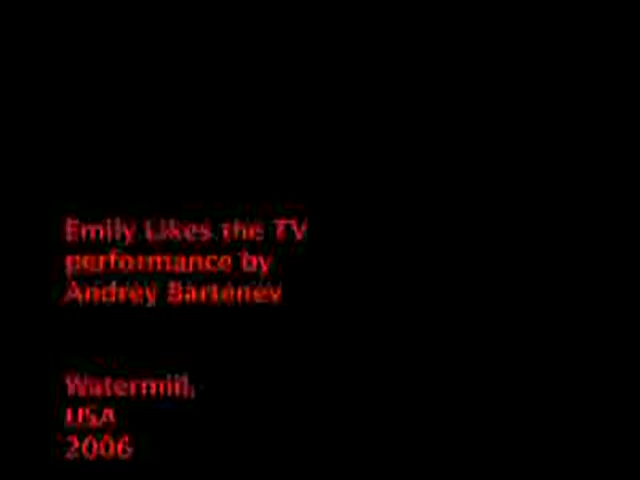 Emily Likes the TV
performance by
Andrey Bartenev
Watermill,
USA
2006